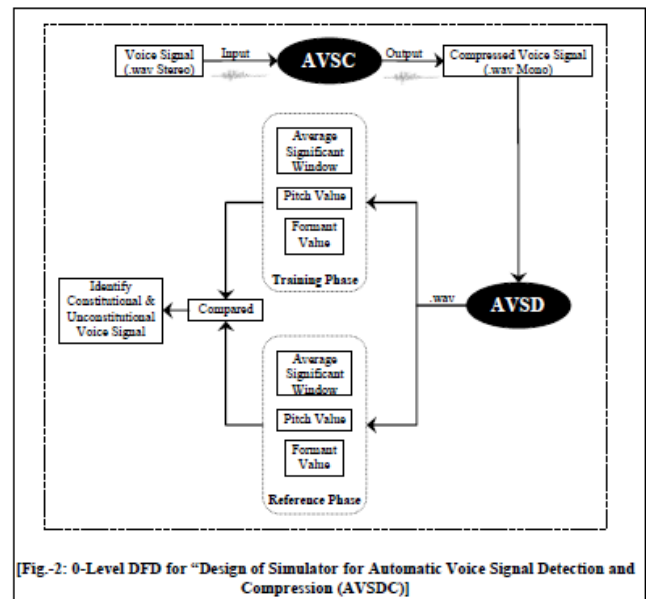 Voice Signal
(.wav Stereo)
Input
AVSC
Output
Compressed Voice Signal
(.wav Mono)
Average
Significant
Window
Pitch Value
Formant
Value
Training Phase
Identify
Constitutional &
Unconstitutional
Voice Signal
Compared
.wav
AVSD
Average
Significant
Window
Pitch Value
Formant
Value
Reference Phase
[Fig.-2: 0-Level DFD for “Design of Simulator for Automatic Voice Signal Detection and
Compression (AVSDC)]